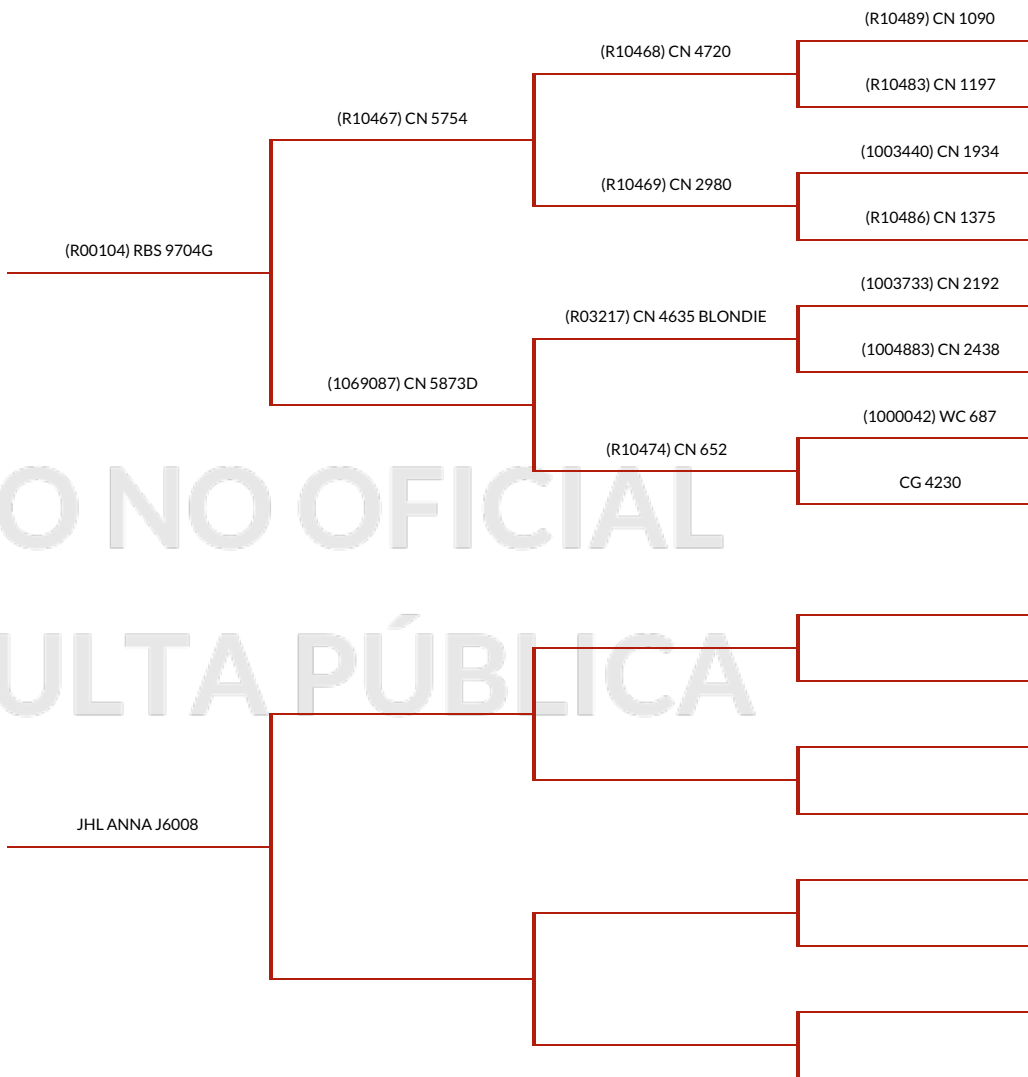 (R10489) CN 1090
(R10468) CN 4720
(R10483) CN 1197
(R10467) CN 5754
(1003440) CN 1934
(R10469) CN 2980
(R10486) CN 1375
(R00104) RBS 9704G
(1003733) CN 2192
(R03217) CN 4635 BLONDIE
(1004883) CN 2438
(1069087) CN 5873D
(1000042) WC 687
(R10474) CN 652
CG 4230
O NO OFICIAL
ULTA PÚBLICA
JHL ANNA J6008